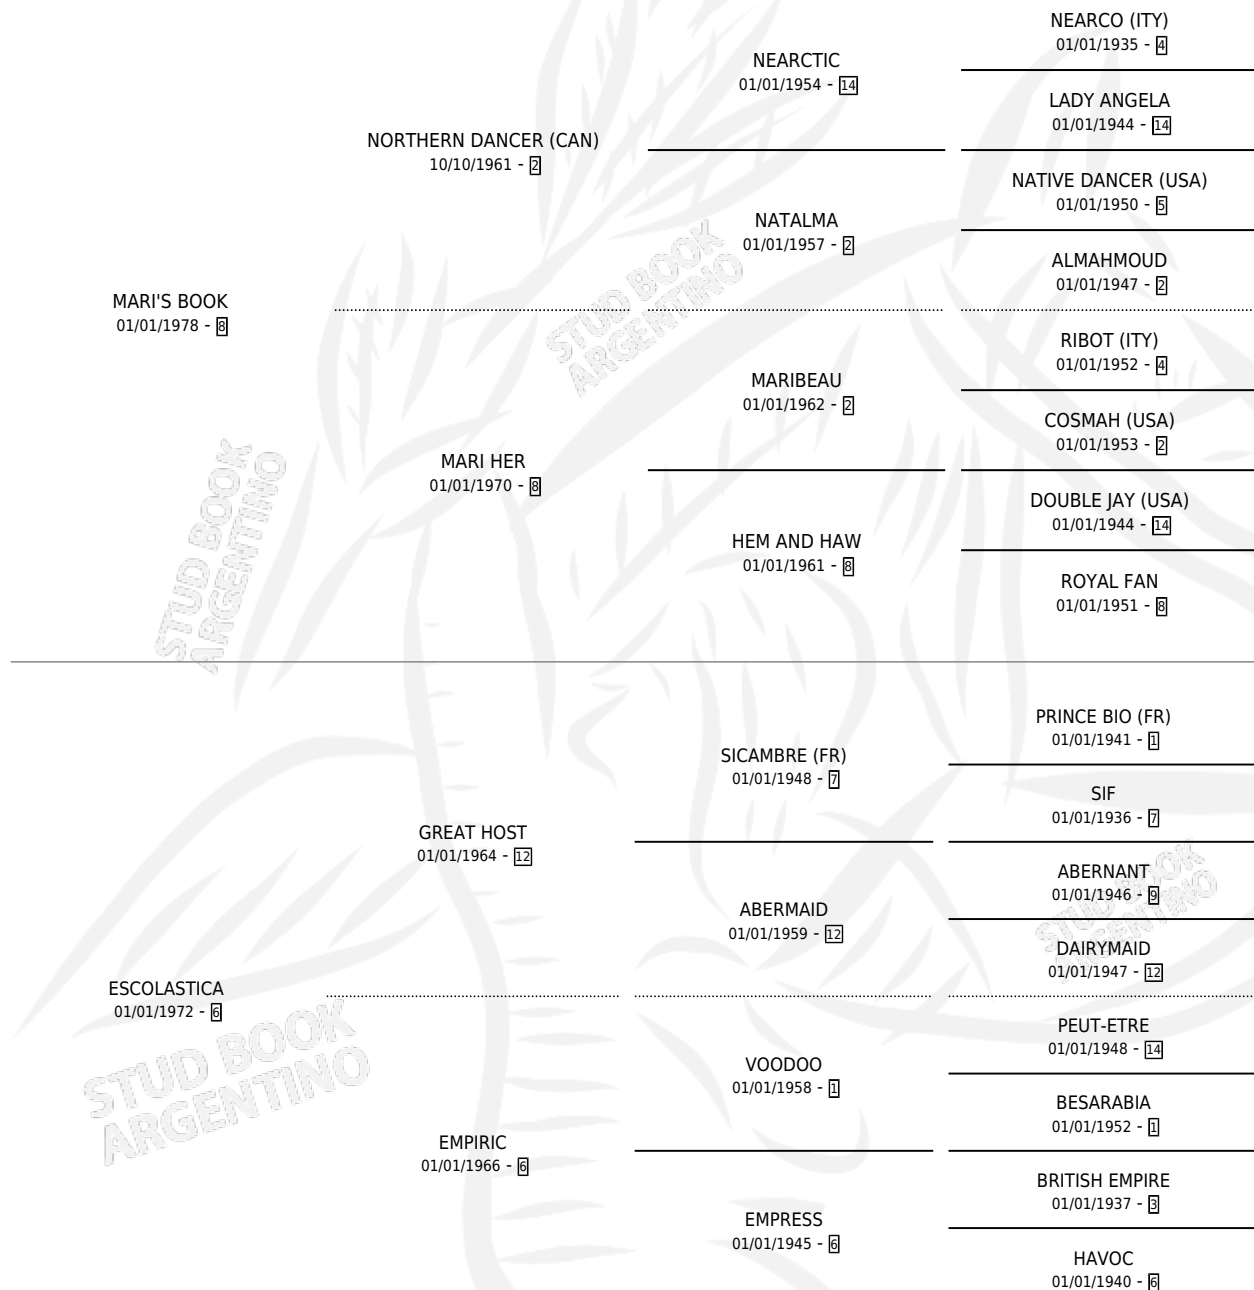 NEARCO (ITY)
01/01/1935 - 4
NEARCTIC
01/01/1954 - 14
LADY ANGELA
01/01/1944 - 14
NORTHERN DANCER (CAN)
10/10/1961 - 2
NATIVE DANCER (USA)
01/01/1950 - 5
NATALMA
01/01/1957 - 2
ALMAHMOUD
01/01/1947 - 2
MARI'S BOOK
01/01/1978 - 8
RIBOT (ITY)
01/01/1952 - 4
MARIBEAU
01/01/1962 - 2
COSMAH (USA)
01/01/1953 - 2
MARI HER
01/01/1970 - 8
DOUBLE JAY (USA)
01/01/1944 - 14
HEM AND HAW
01/01/1961 - 8
ROYAL FAN
01/01/1951 - 8
PRINCE BIO (FR)
01/01/1941 - 1
SICAMBRE (FR)
01/01/1948 - 7
SIF
01/01/1936 - 7
GREAT HOST
01/01/1964 - 12
ABERNANT
01/01/1946 - 9
ABERMAID
01/01/1959 - 12
DAIRYMAID
01/01/1947 - 12
ESCOLASTICA
01/01/1972 - 6
PEUT-ETRE
01/01/1948 - 14
VOODOO
01/01/1958 - 1
BESARABIA
01/01/1952 - 1
EMPIRIC
01/01/1966 - 6
BRITISH EMPIRE
01/01/1937 - 3
EMPRESS
01/01/1945 - 6
HAVOC
01/01/1940 - 6
STUD BOOK
ARGENTINO
STUD BOOK
ARGENTINO
STUD BOOK
ARGENTINO
STUD BOOK
ARGENTINO